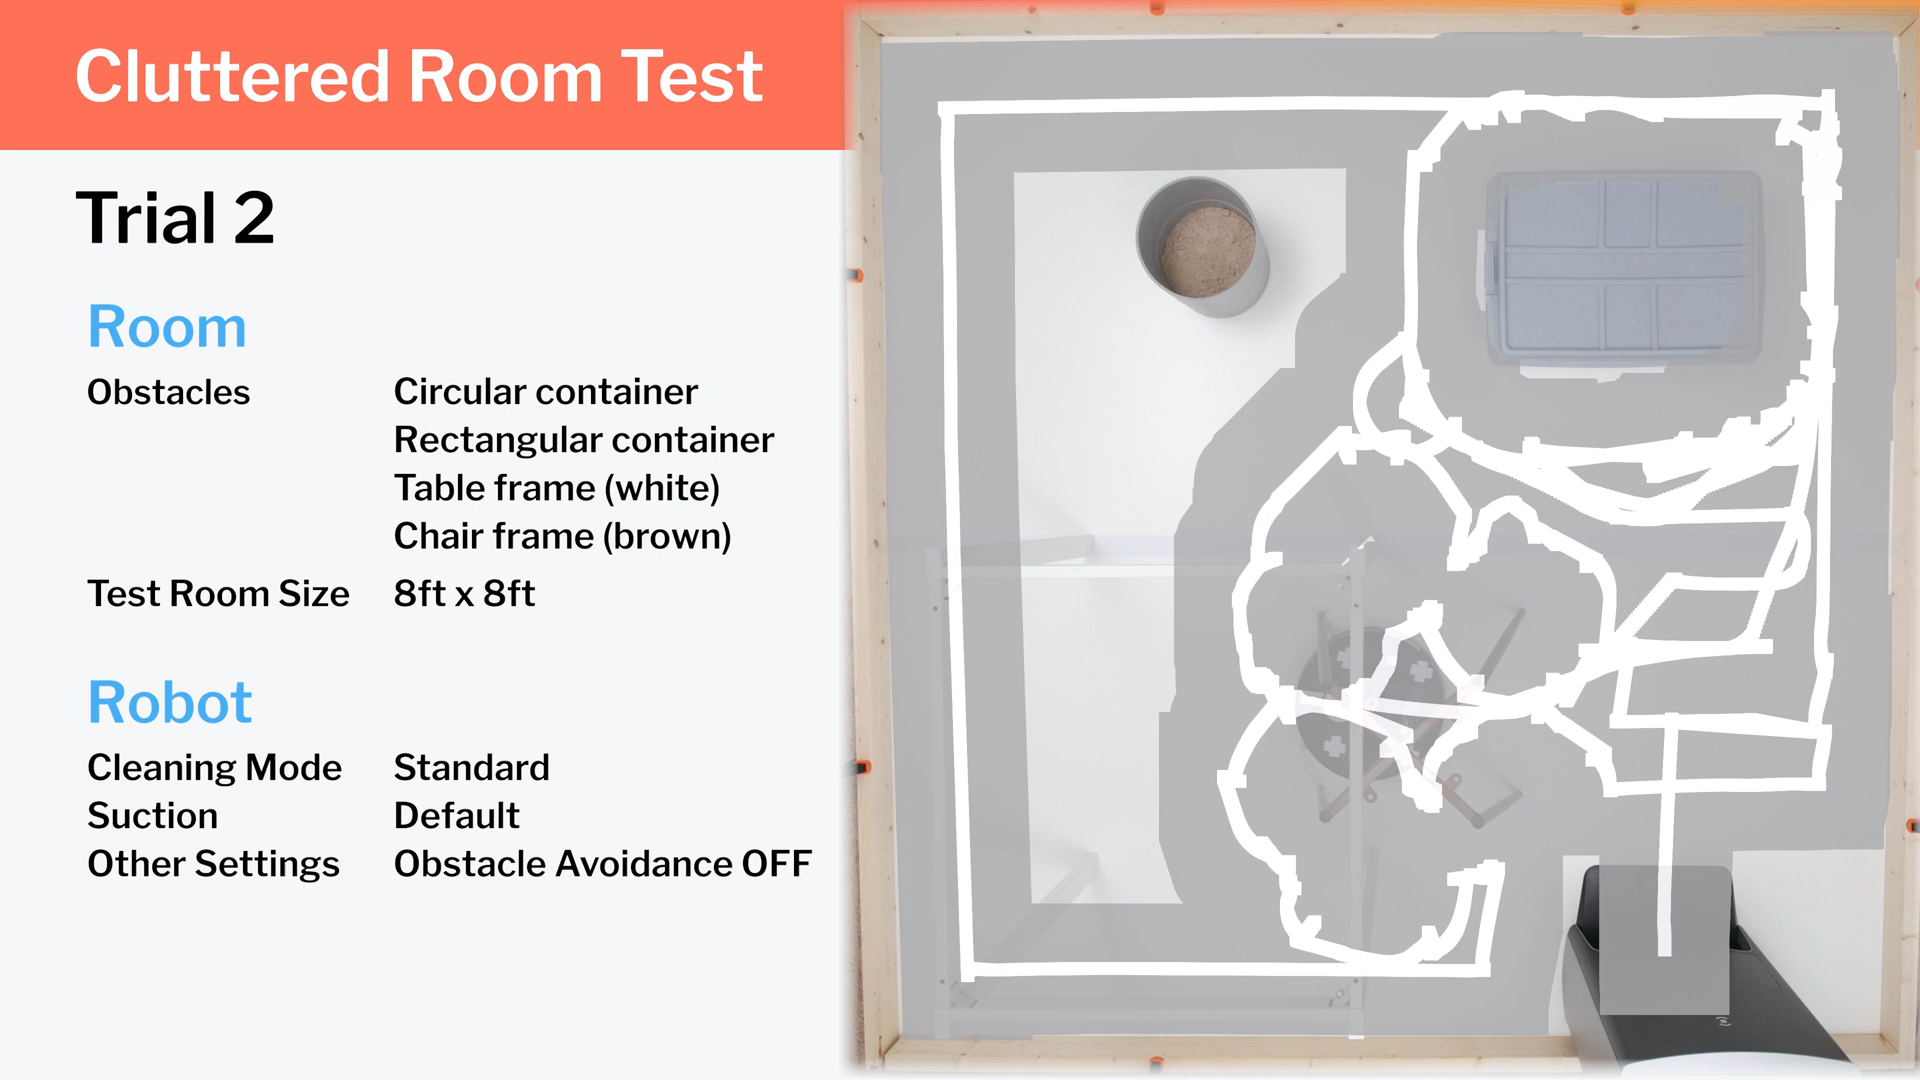 Cluttered Room Test
Trial 2
Room
Obstacles Circular container
Rectangular container
Table frame (white)
Chair frame (brown)
Test Room Size 8ft x 8ft
Robot
Cleaning Mode Standard
Suction Default
Other Settings Obstacle Avoidance OFF